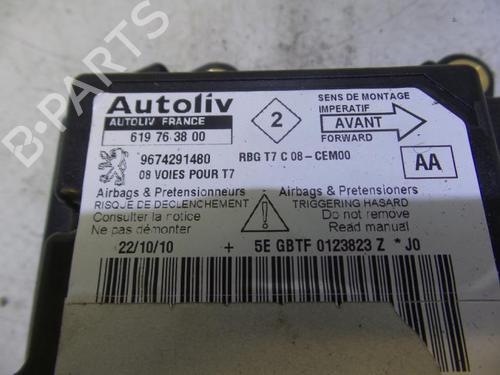 Autoliv
AUTOLIV FRANCE
619 76 38 00
2
SENS DE MONTAGE
IMPERATIF
AVANT
FORWARD
9674291480
RBG T7 C 08-CEM00
08 VOIES POUR T7
AA
Airbags & Pretensionneurs
RISQUE DE DECLENCHEMENT
Consulter la notice
Ne pas démonter
Airbags & Pretensioners
TRIGGERING HASARD
Do not remove
Read manual
22/10/10 + 5E GBTF 0123823 Z * J0
B-PARTS